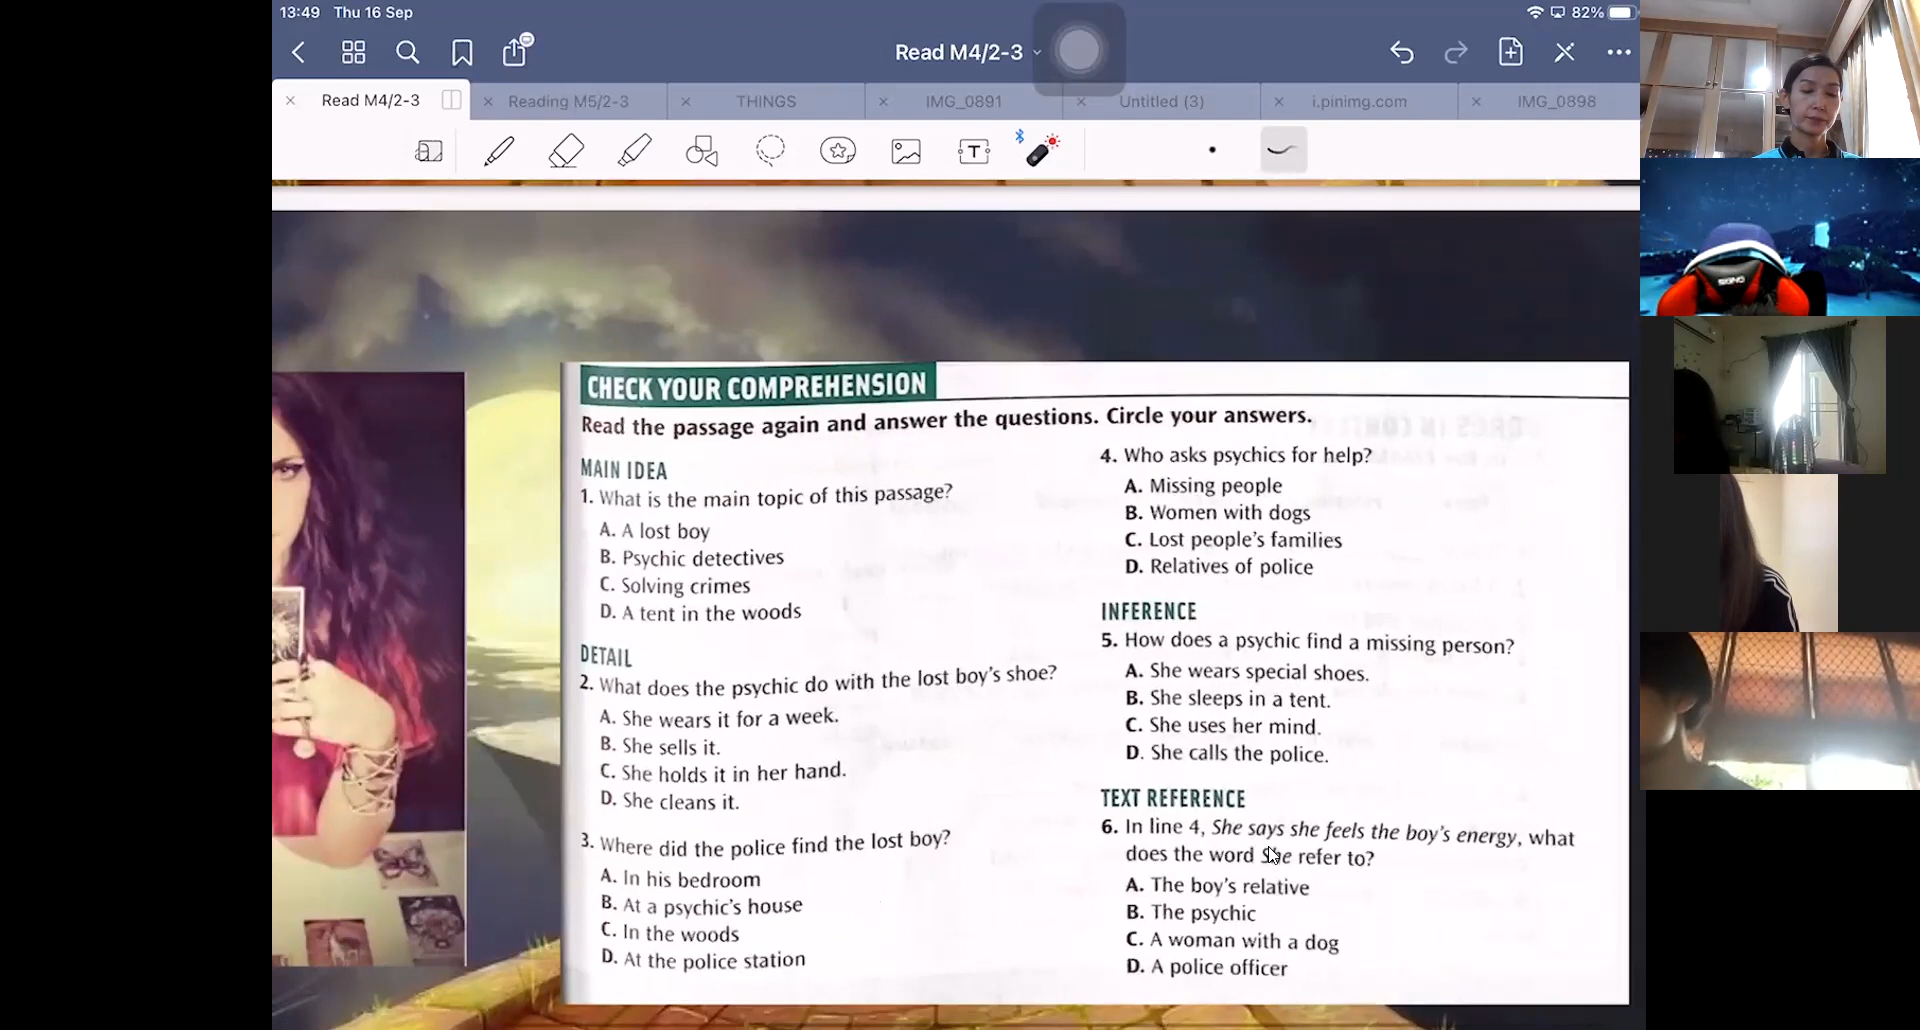 13:49 Thu 16 Sep
82%
Read M4/2-3
Read M4/2-3
Reading M5/2-3
THINGS
IMG_0891
Untitled (3)
i.pinimg.com
IMG_0898
T
CHECK YOUR COMPREHENSION
Read the passage again and answer the questions. Circle your answers.
MAIN IDEA
1. What is the main topic of this passage?
A. A lost boy
B. Psychic detectives
C. Solving crimes
D. A tent in the woods
DETAIL
2. What does the psychic do with the lost boy's shoe?
A. She wears it for a week.
B. She sells it.
C. She holds it in her hand.
D. She cleans it.
3. Where did the police find the lost boy?
A. In his bedroom
B. At a psychic's house
C. In the woods
D. At the police station
4. Who asks psychics for help?
A. Missing people
B. Women with dogs
C. Lost people's families
D. Relatives of police
INFERENCE
5. How does a psychic find a missing person?
A. She wears special shoes.
B. She sleeps in a tent.
C. She uses her mind.
D. She calls the police.
TEXT REFERENCE
6. In line 4, She says she feels the boy's energy, what
does the word She refer to?
A. The boy's relative
B. The psychic
C. A woman with a dog
D. A police officer